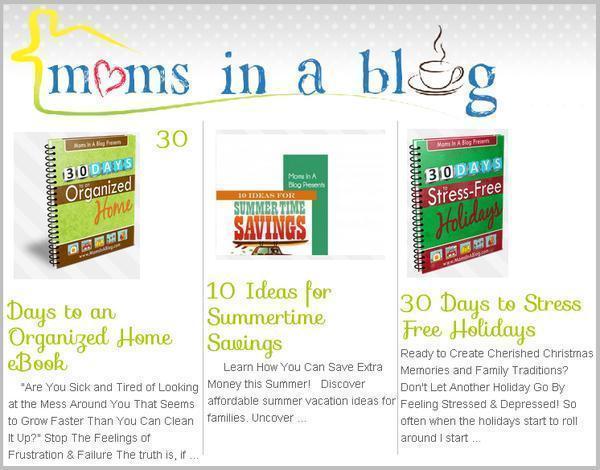 moms in a blog
Moms In A Blog Presents
30 DAYS
to an
Organized
Home
www.MomsInABlog.com
30
Days to an
Organized Home
eBook
"Are You Sick and Tired of Looking
at the Mess Around You That Seems
to Grow Faster Than You Can Clean
It Up?" Stop The Feelings of
Frustration & Failure The truth is, if ...
Moms In A
Blog Presents
10 IDEAS FOR
SUMMER TIME
SAVINGS
10 Ideas for
Summertime
Savings
Learn How You Can Save Extra
Money this Summer! Discover
affordable summer vacation ideas for
families. Uncover ...
Moms In A Blog Presents
30 DAYS
to
Stress-Free
Holidays
www.MomsInABlog.com
30 Days to Stress
Free Holidays
Ready to Create Cherished Christmas
Memories and Family Traditions?
Don't Let Another Holiday Go By
Feeling Stressed & Depressed! So
often when the holidays start to roll
around I start ...